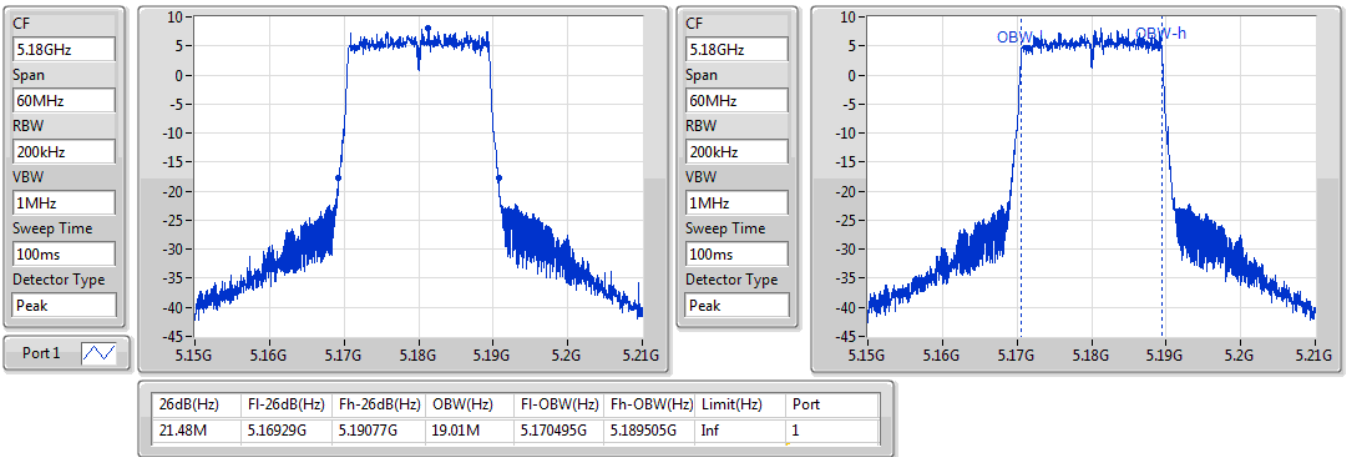 CF
5.18GHz
Span
60MHz
RBW
200kHz
VBW
1MHz
Sweep Time
100ms
Detector Type
Peak
Port 1
10
5
0
-5
-10
-15
-20
-25
-30
-35
-40
-45
5.15G 5.16G 5.17G 5.18G 5.19G 5.2G 5.21G
CF
5.18GHz
Span
60MHz
RBW
200kHz
VBW
1MHz
Sweep Time
100ms
Detector Type
Peak
10
5
0
-5
-10
-15
-20
-25
-30
-35
-40
-45
OBW OBW-h
5.15G 5.16G 5.17G 5.18G 5.19G 5.2G 5.21G
26dB(Hz) Fl-26dB(Hz) Fh-26dB(Hz) OBW(Hz) Fl-OBW(Hz) Fh-OBW(Hz) Limit(Hz) Port
21.48M 5.16929G 5.19077G 19.01M 5.170495G 5.189505G Inf 1